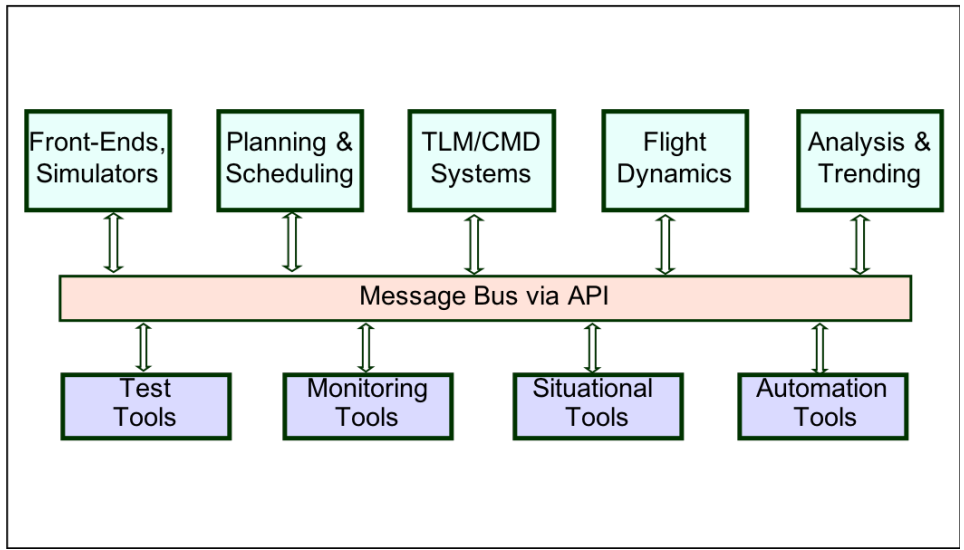 Front-Ends,
Simulators
Planning &
Scheduling
TLM/CMD
Systems
Flight
Dynamics
Analysis &
Trending
Message Bus via API
Test
Tools
Monitoring
Tools
Situational
Tools
Automation
Tools